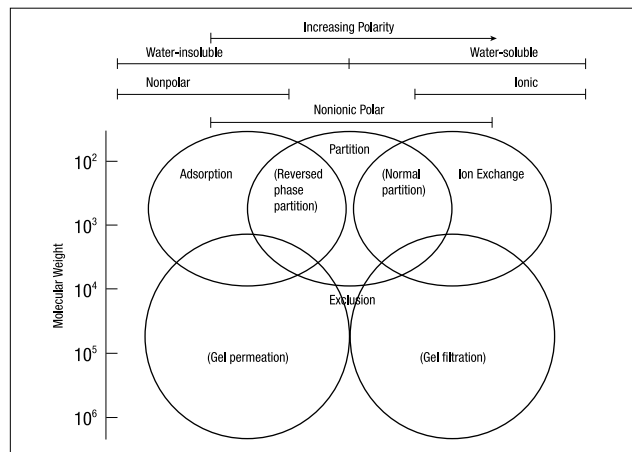 Increasing Polarity
Water-insoluble
Water-soluble
Nonpolar
Ionic
Nonionic Polar
Partition
10²
Adsorption
(Reversed
phase
partition)
(Normal
partition)
Ion Exchange
10³
Molecular Weight
10⁴
Exclusion
10⁵
(Gel permeation)
(Gel filtration)
10⁶